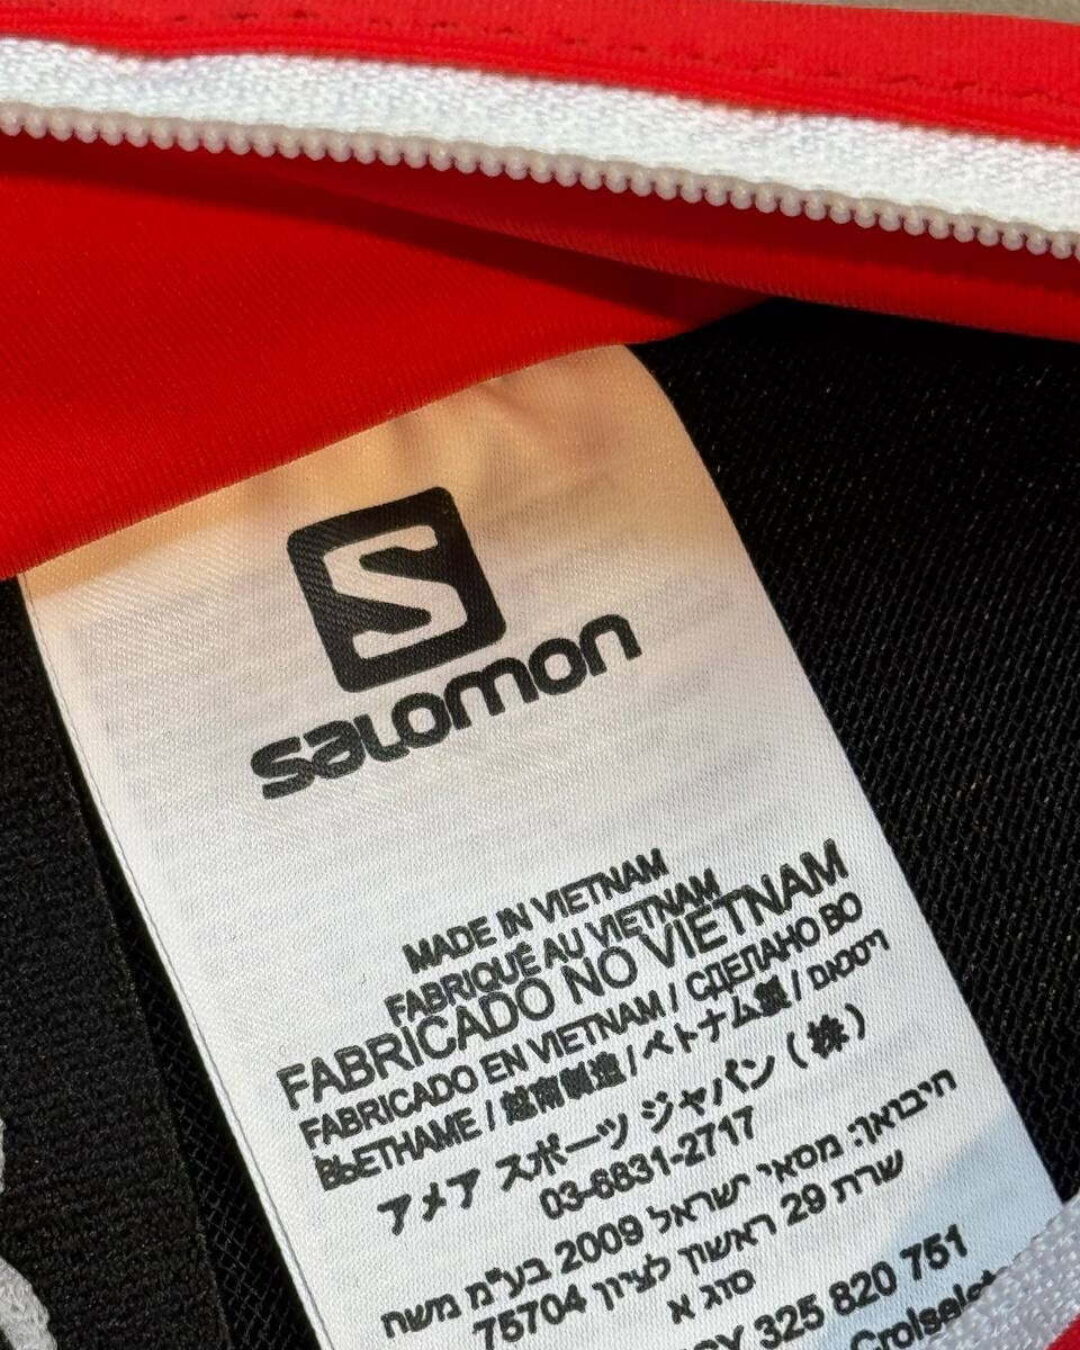 S
salomon
MADE IN VIETNAM
FABRIQUÉ AU VIETNAM
FABRICADO NO VIETNAM
FABRICADO EN VIETNAM / СДЕЛАНО ВО
ВЬЕТНАМЕ / 越南製造 / ベトナム製 / וייטנאם
アメア スポーツ ジャパン ( 株 )
03-6831-2717
היבואן: מסאי ישראל 2009 בע"מ משה
שרת 29 ראשון לציון 75704
סוג א
325 820 751